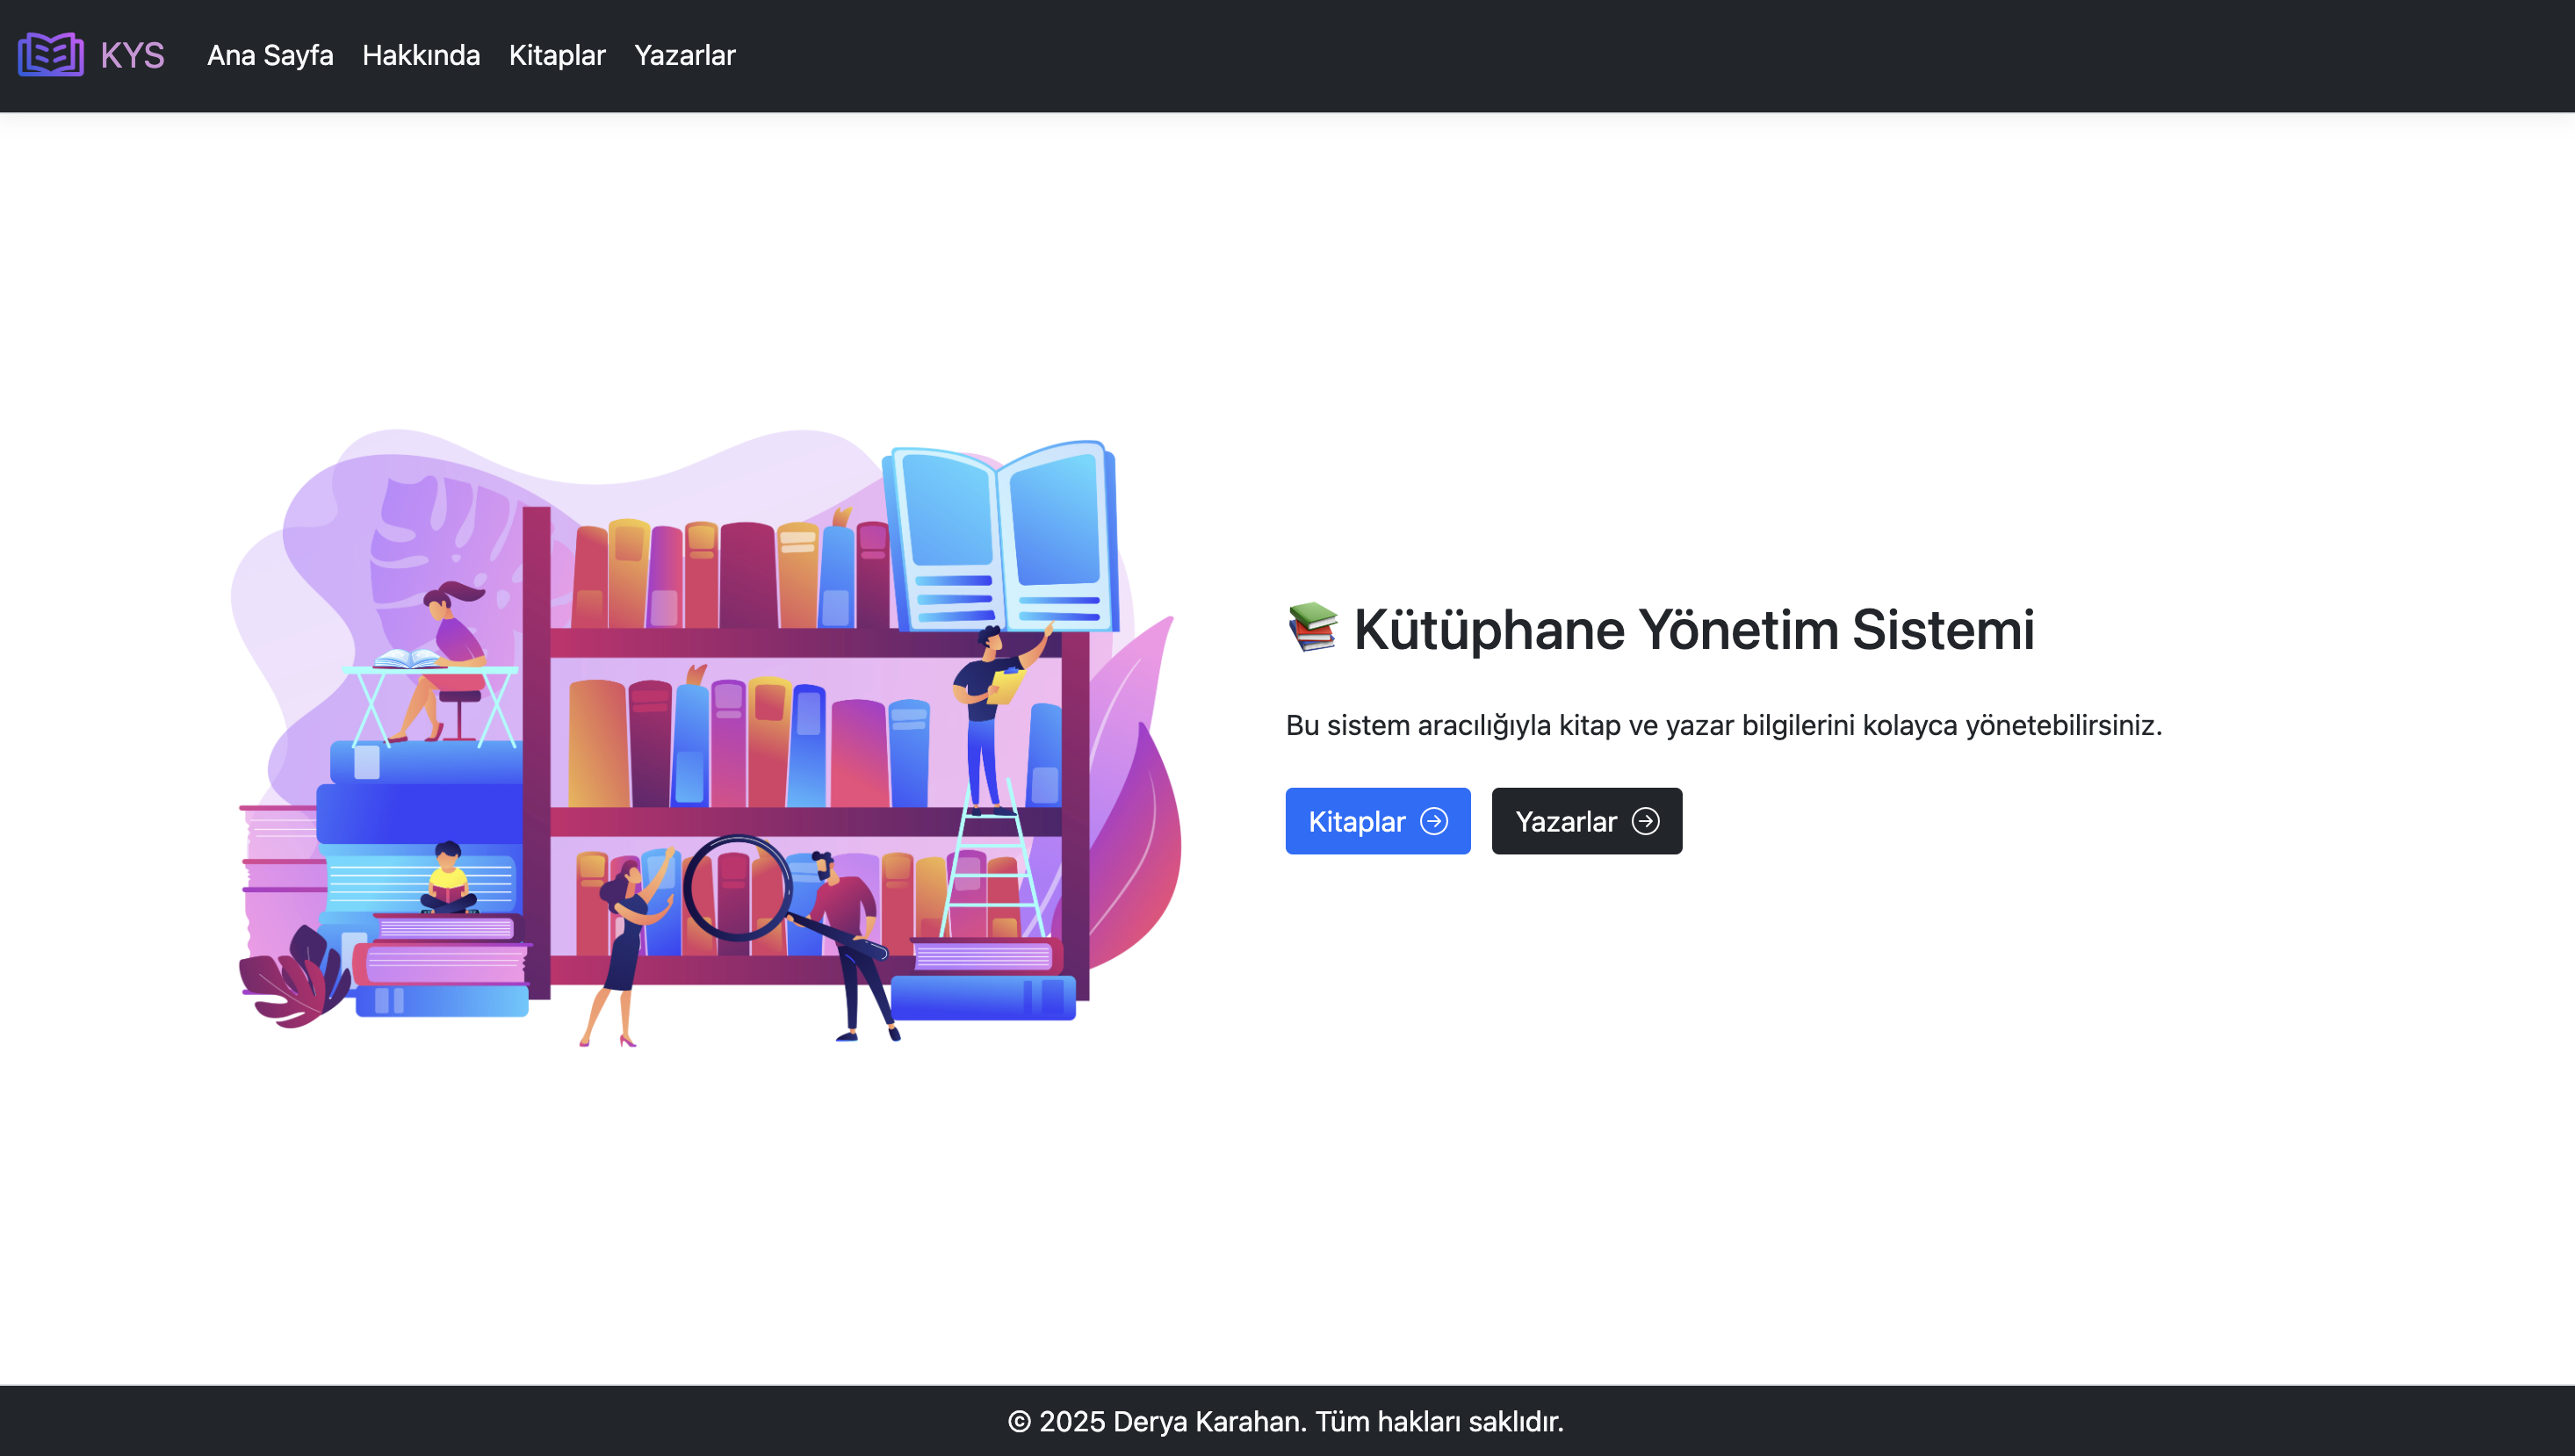 KYS Ana Sayfa Hakkında Kitaplar Yazarlar
📚 Kütüphane Yönetim Sistemi
Bu sistem aracılığıyla kitap ve yazar bilgilerini kolayca yönetebilirsiniz.
Kitaplar Yazarlar
© 2025 Derya Karahan. Tüm hakları saklıdır.